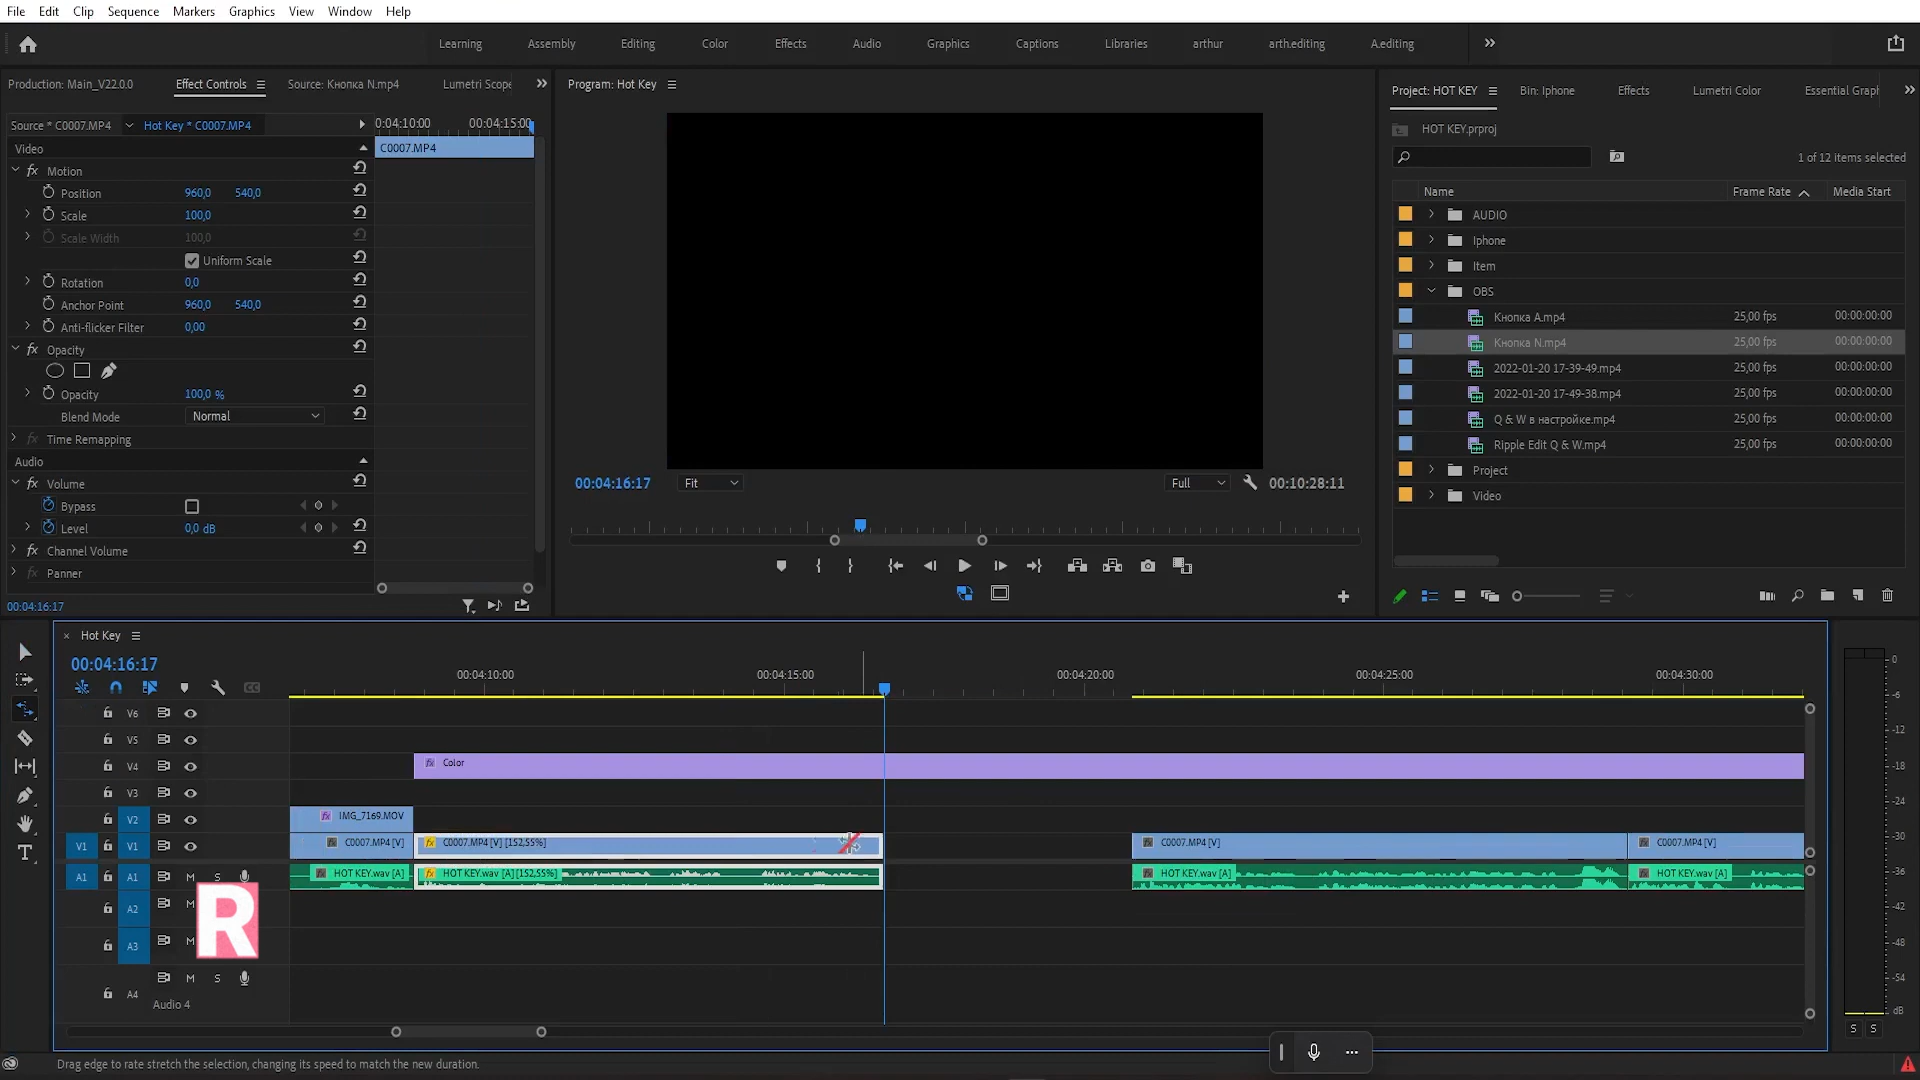 File Edit Clip Sequence Markers Graphics View Window Help
Learning Assembly Editing Color Effects Audio Graphics Captions Libraries arthur arth.editing A.editing
Production: Main_V22.0.0 Effect Controls Source: Кнопка N.mp4 Lumetri Scope
Program: Hot Key
Project: HOT KEY Bin: Iphone Effects Lumetri Color Essential Graph
Source * C0007.MP4 Hot Key * C0007.MP4
0:04:10:00 00:04:15:00
C0007.MP4
Video
Motion
Position 960,0 540,0
Scale 100,0
Scale Width 100,0
Uniform Scale
Rotation 0,0
Anchor Point 960,0 540,0
Anti-flicker Filter 0,00
Opacity
Opacity 100,0 %
Blend Mode Normal
Time Remapping
Audio
Volume
Bypass
Level 0,0 dB
Channel Volume
Panner
00:04:16:17
00:04:16:17 Fit Full 00:10:28:11
HOT KEY.prproj
1 of 12 items selected
Name Frame Rate Media Start
AUDIO
Iphone
Item
OBS
Кнопка A.mp4 25,00 fps 00:00:00:00
Кнопка N.mp4 25,00 fps 00:00:00:00
2022-01-20 17-39-49.mp4 25,00 fps 00:00:00:00
2022-01-20 17-49-38.mp4 25,00 fps 00:00:00:00
Q & W в настройке.mp4 25,00 fps 00:00:00:00
Ripple Edit Q & W.mp4 25,00 fps 00:00:00:00
Project
Video
Hot Key
00:04:16:17
00:04:10:00 00:04:15:00 00:04:20:00 00:04:25:00 00:04:30:00
V6
V5
V4 Color
V3
V2 IMG_7169.MOV
V1 V1 C0007.MP4 [V] C0007.MP4 [V] [152,55%] C0007.MP4 [V] C0007.MP4 [V]
A1 A1 M S HOT KEY.wav [A] HOT KEY.wav [A] [152,55%] HOT KEY.wav [A] HOT KEY.wav [A]
A2 M
R
A3 M
M S
A4
Audio 4
0
-6
-12
-18
-24
-30
-36
-42
-48
-54
dB
S S
Drag edge to rate stretch the selection, changing its speed to match the new duration.